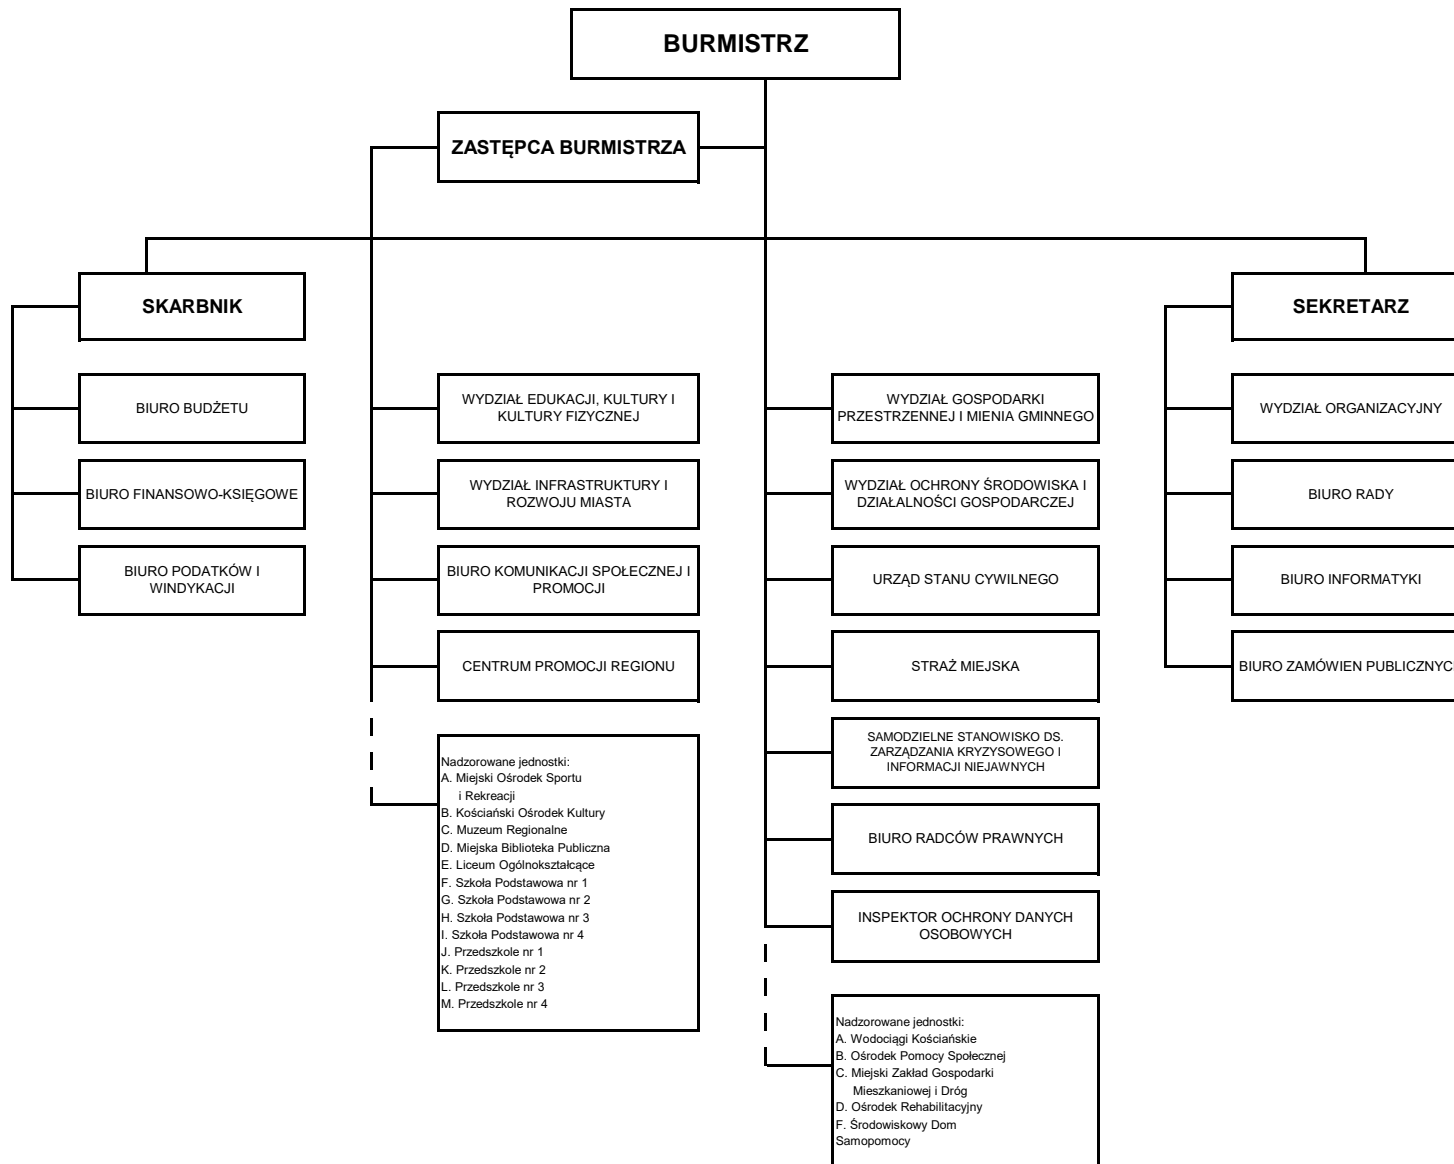 BURMISTRZ
ZASTĘPCA BURMISTRZA
SKARBNIK
SEKRETARZ
BIURO BUDŻETU
BIURO FINANSOWO-KSIĘGOWE
BIURO PODATKÓW I
WINDYKACJI
WYDZIAŁ EDUKACJI, KULTURY I
KULTURY FIZYCZNEJ
WYDZIAŁ INFRASTRUKTURY I
ROZWOJU MIASTA
BIURO KOMUNIKACJI SPOŁECZNEJ I
PROMOCJI
CENTRUM PROMOCJI REGIONU
Nadzorowane jednostki:
A. Miejski Ośrodek Sportu
i Rekreacji
B. Kościański Ośrodek Kultury
C. Muzeum Regionalne
D. Miejska Biblioteka Publiczna
E. Liceum Ogólnokształcące
F. Szkoła Podstawowa nr 1
G. Szkoła Podstawowa nr 2
H. Szkoła Podstawowa nr 3
I. Szkoła Podstawowa nr 4
J. Przedszkole nr 1
K. Przedszkole nr 2
L. Przedszkole nr 3
M. Przedszkole nr 4
WYDZIAŁ GOSPODARKI
PRZESTRZENNEJ I MIENIA GMINNEGO
WYDZIAŁ OCHRONY ŚRODOWISKA I
DZIAŁALNOŚCI GOSPODARCZEJ
URZĄD STANU CYWILNEGO
STRAŻ MIEJSKA
SAMODZIELNE STANOWISKO DS.
ZARZĄDZANIA KRYZYSOWEGO I
INFORMACJI NIEJAWNYCH
BIURO RADCÓW PRAWNYCH
INSPEKTOR OCHRONY DANYCH
OSOBOWYCH
Nadzorowane jednostki:
A. Wodociągi Kościańskie
B. Ośrodek Pomocy Społecznej
C. Miejski Zakład Gospodarki
Mieszkaniowej i Dróg
D. Ośrodek Rehabilitacyjny
F. Środowiskowy Dom
Samopomocy
WYDZIAŁ ORGANIZACYJNY
BIURO RADY
BIURO INFORMATYKI
BIURO ZAMÓWIEN PUBLICZNYC